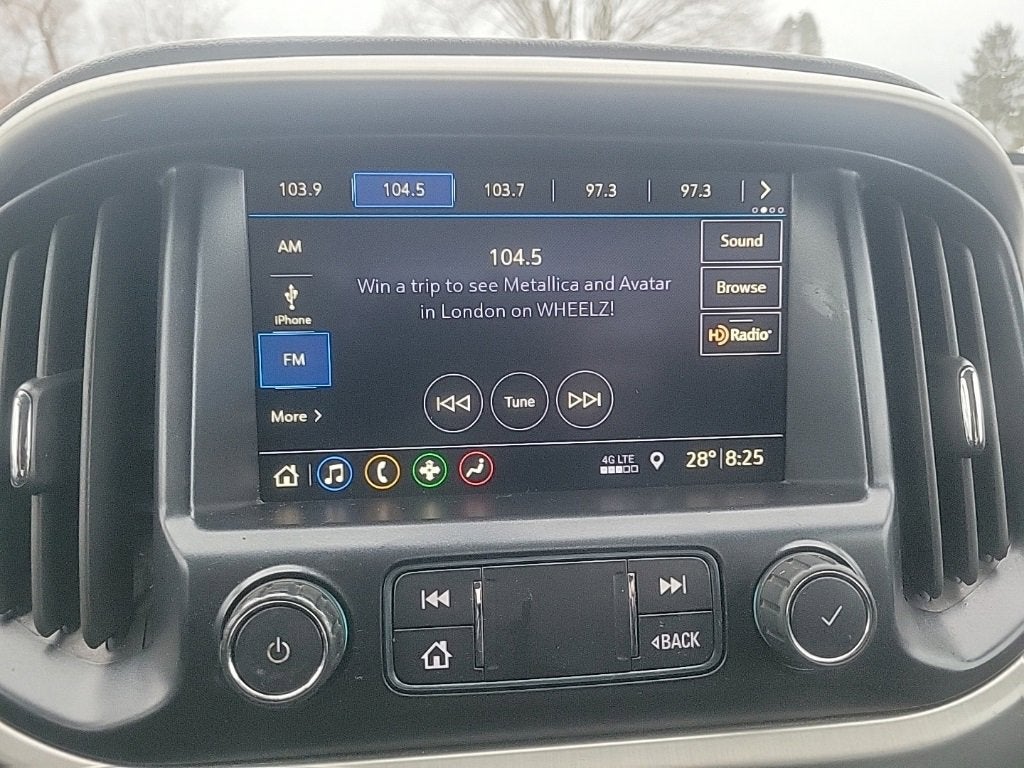 103.9 104.5 103.7 97.3 97.3
AM
104.5
Sound
Win a trip to see Metallica and Avatar
in London on WHEELZ!
Browse
iPhone
HD Radio
FM
Tune
More
4G LTE
28° 8:25
BACK